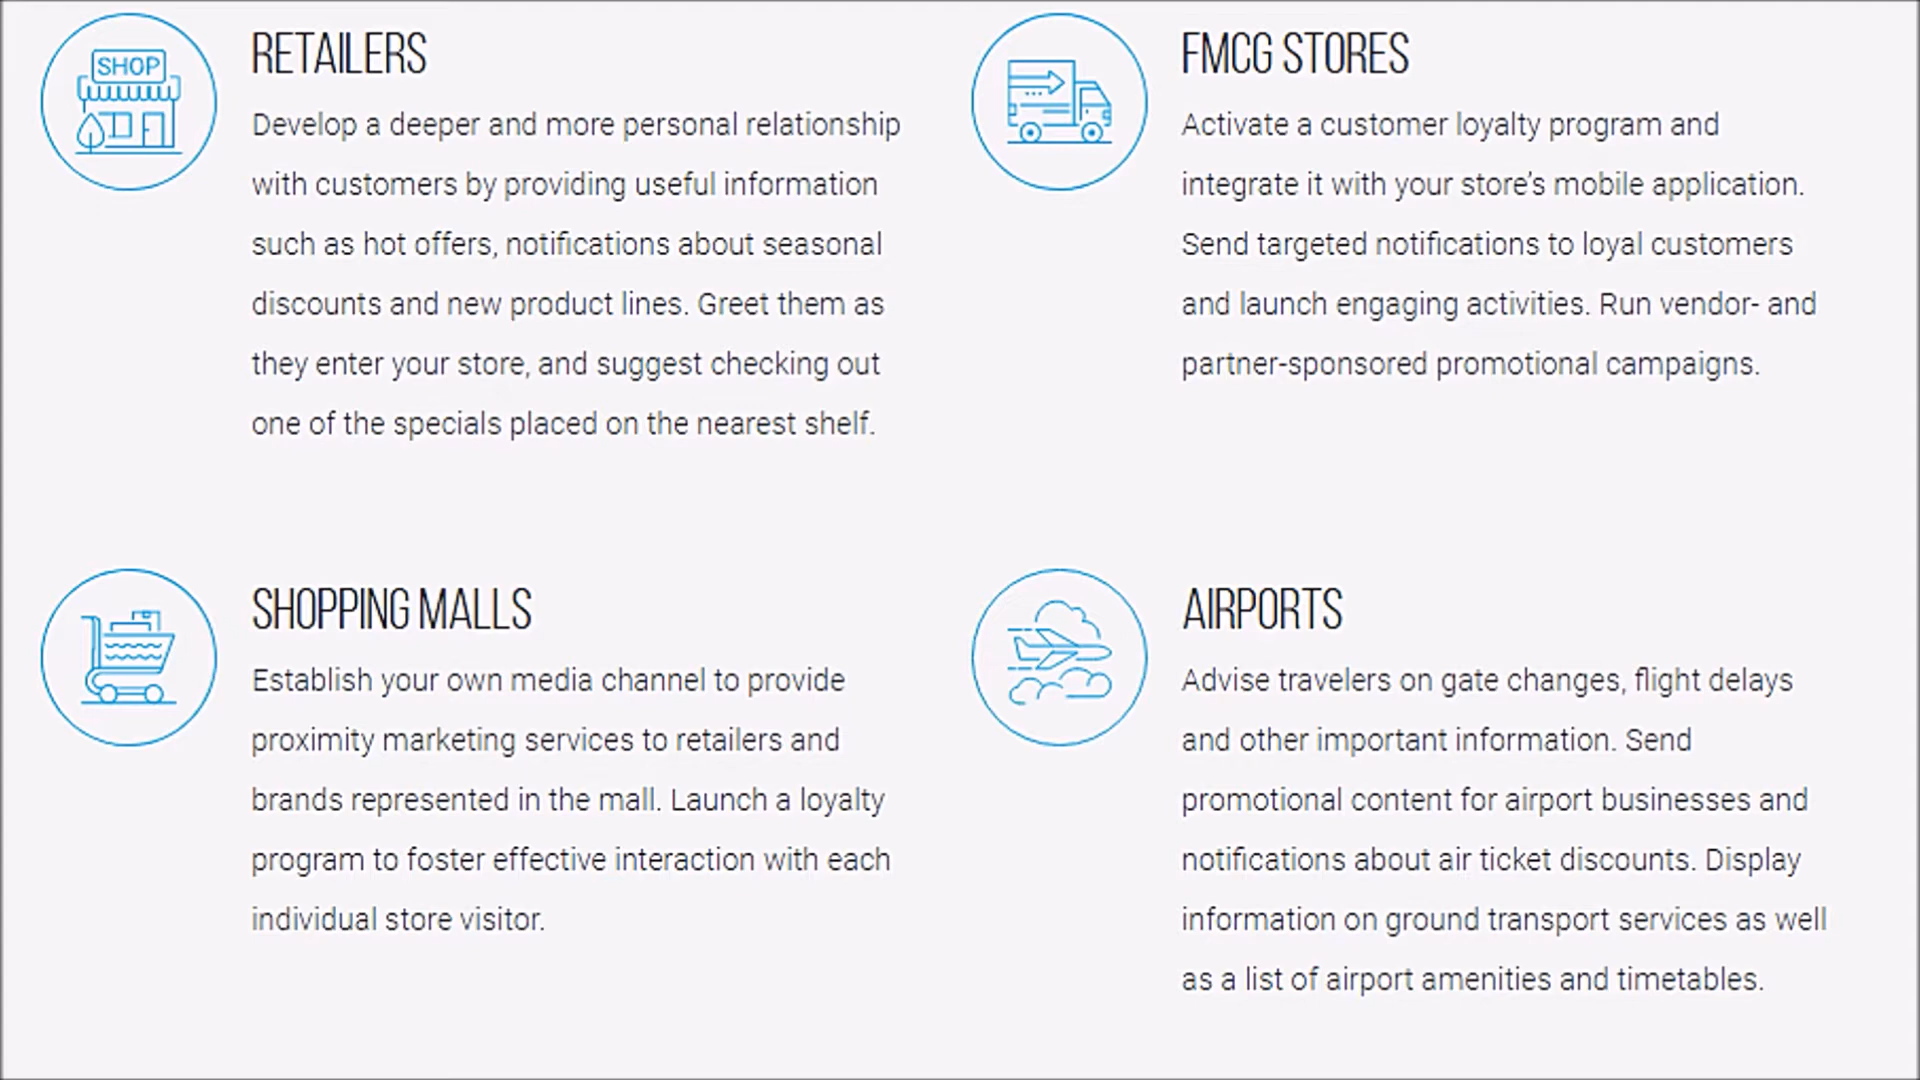 SHOP
RETAILERS
Develop a deeper and more personal relationship
with customers by providing useful information
such as hot offers, notifications about seasonal
discounts and new product lines. Greet them as
they enter your store, and suggest checking out
one of the specials placed on the nearest shelf.
FMCG STORES
Activate a customer loyalty program and
integrate it with your store’s mobile application.
Send targeted notifications to loyal customers
and launch engaging activities. Run vendor- and
partner-sponsored promotional campaigns.
SHOPPING MALLS
Establish your own media channel to provide
proximity marketing services to retailers and
brands represented in the mall. Launch a loyalty
program to foster effective interaction with each
individual store visitor.
AIRPORTS
Advise travelers on gate changes, flight delays
and other important information. Send
promotional content for airport businesses and
notifications about air ticket discounts. Display
information on ground transport services as well
as a list of airport amenities and timetables.